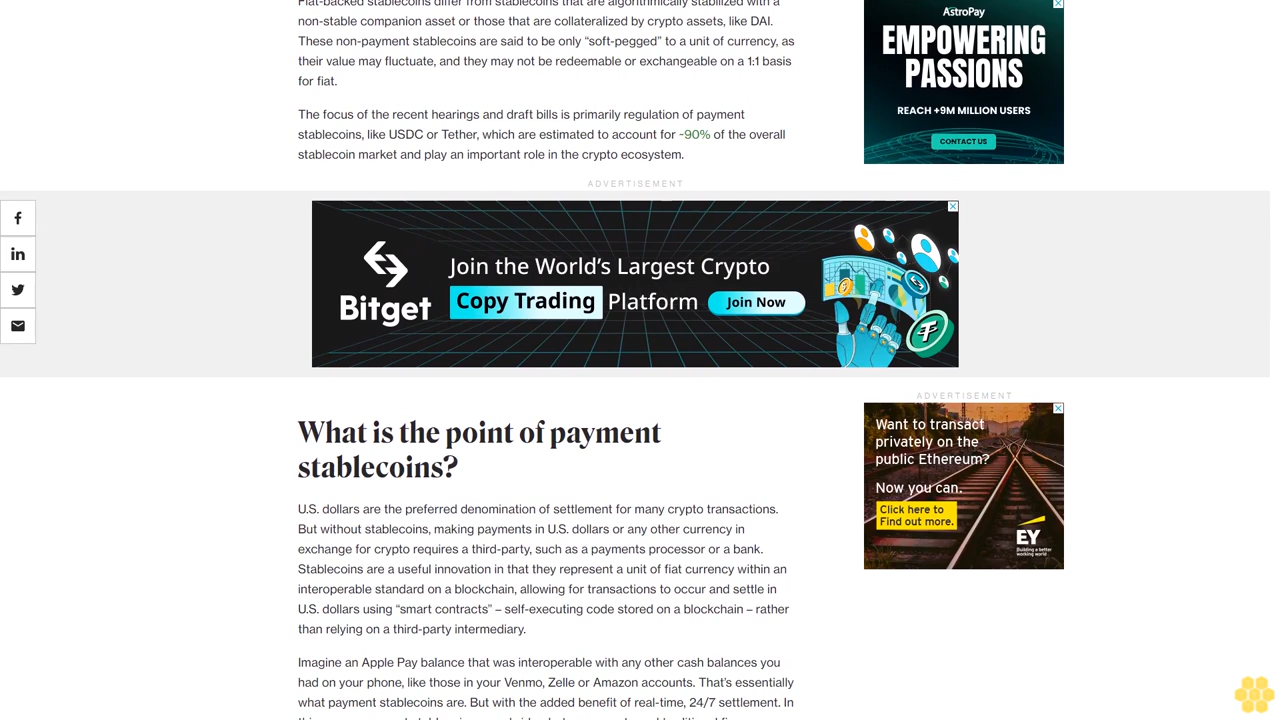 Fiat-backed stablecoins differ from stablecoins that are algorithmically stabilized with a
non-stable companion asset or those that are collateralized by crypto assets, like DAI.
These non-payment stablecoins are said to be only “soft-pegged” to a unit of currency, as
their value may fluctuate, and they may not be redeemable or exchangeable on a 1:1 basis
for fiat.
The focus of the recent hearings and draft bills is primarily regulation of payment
stablecoins, like USDC or Tether, which are estimated to account for ~90% of the overall
stablecoin market and play an important role in the crypto ecosystem.
AstroPay
EMPOWERING
PASSIONS
REACH +9M MILLION USERS
CONTACT US
ADVERTISEMENT
Bitget
Join the World’s Largest Crypto
Copy Trading Platform
Join Now
What is the point of payment
stablecoins?
U.S. dollars are the preferred denomination of settlement for many crypto transactions.
But without stablecoins, making payments in U.S. dollars or any other currency in
exchange for crypto requires a third-party, such as a payments processor or a bank.
Stablecoins are a useful innovation in that they represent a unit of fiat currency within an
interoperable standard on a blockchain, allowing for transactions to occur and settle in
U.S. dollars using “smart contracts” – self-executing code stored on a blockchain – rather
than relying on a third-party intermediary.
Imagine an Apple Pay balance that was interoperable with any other cash balances you
had on your phone, like those in your Venmo, Zelle or Amazon accounts. That’s essentially
what payment stablecoins are. But with the added benefit of real-time, 24/7 settlement. In
ADVERTISEMENT
Want to transact
privately on the
public Ethereum?
Now you can.
Click here to
Find out more.
EY
Building a better
working world